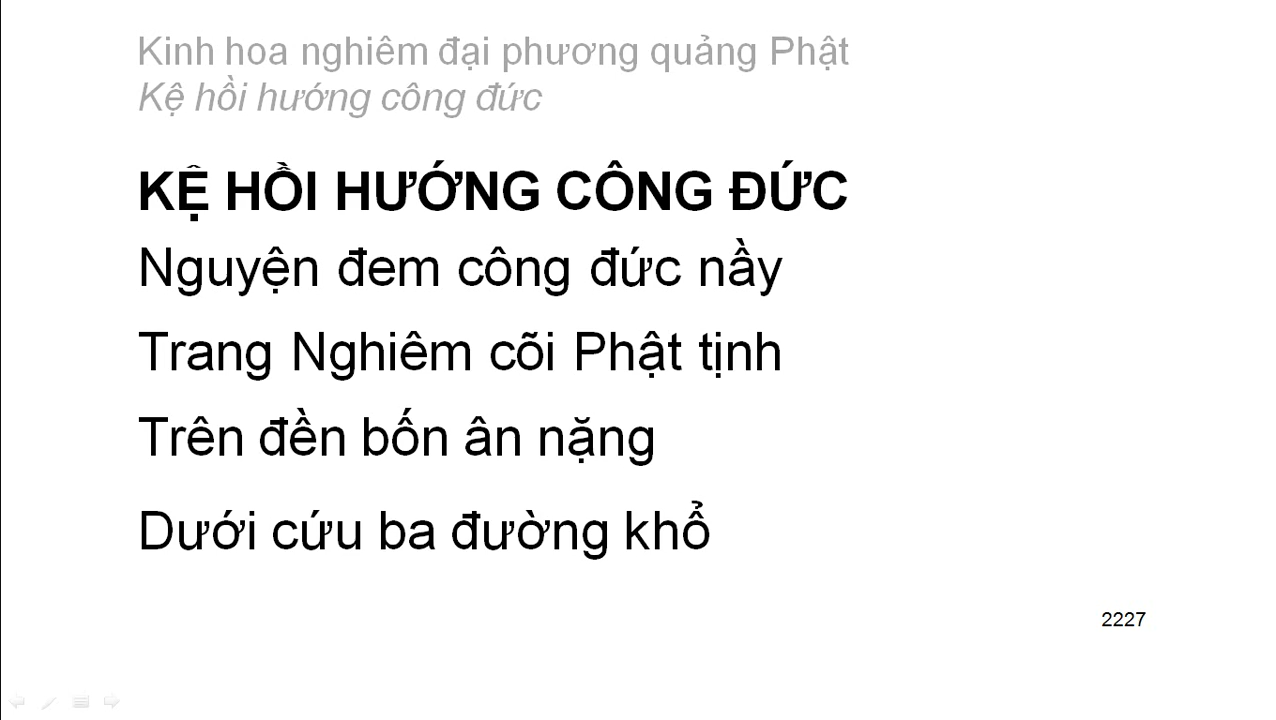 Kinh hoa nghiêm đại phương quảng Phật
Kệ hồi hướng công đức
KỆ HỒI HƯỚNG CÔNG ĐỨC
Nguyện đem công đức nầy
Trang Nghiêm cõi Phật tịnh
Trên đền bốn ân nặng
Dưới cứu ba đường khổ
2227